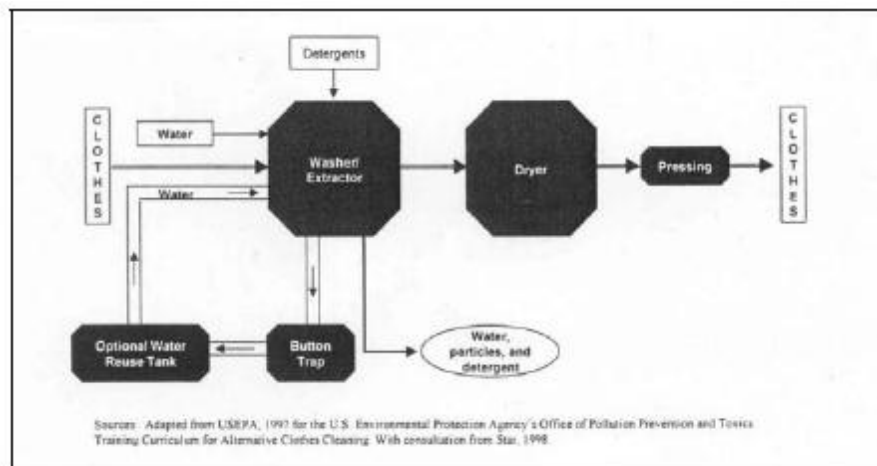 Detergents
CLOTHES
Water
Washer/
Extractor
Dryer
Pressing
CLOTHES
Water
Optional Water
Reuse Tank
Button
Trap
Water,
particles, and
detergent
Sources: Adapted from USEPA, 1997 for the U.S. Environmental Protection Agency's Office of Pollution Prevention and Toxics
Training Curriculum for Alternative Clothes Cleaning. With consultation from Star, 1998.